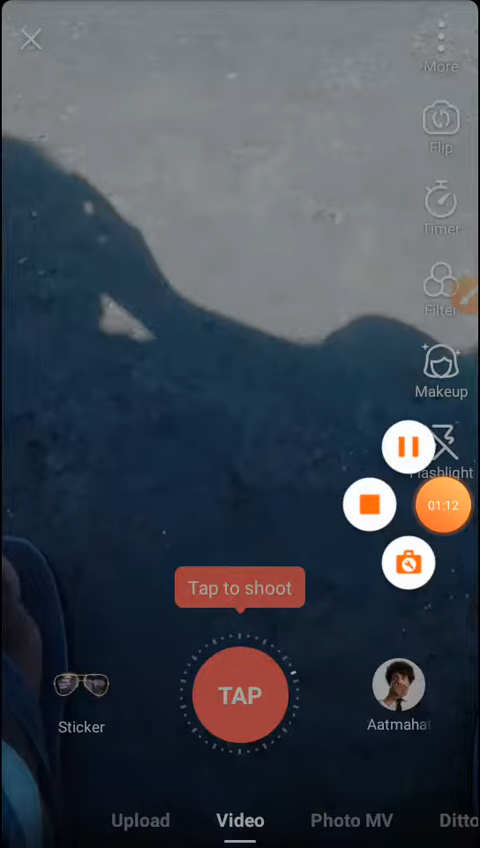 More
Flip
Timer
Filter
Makeup
Flashlight
01:12
Tap to shoot
TAP
Sticker
Aatmahat
Upload
Video
Photo MV
Ditto